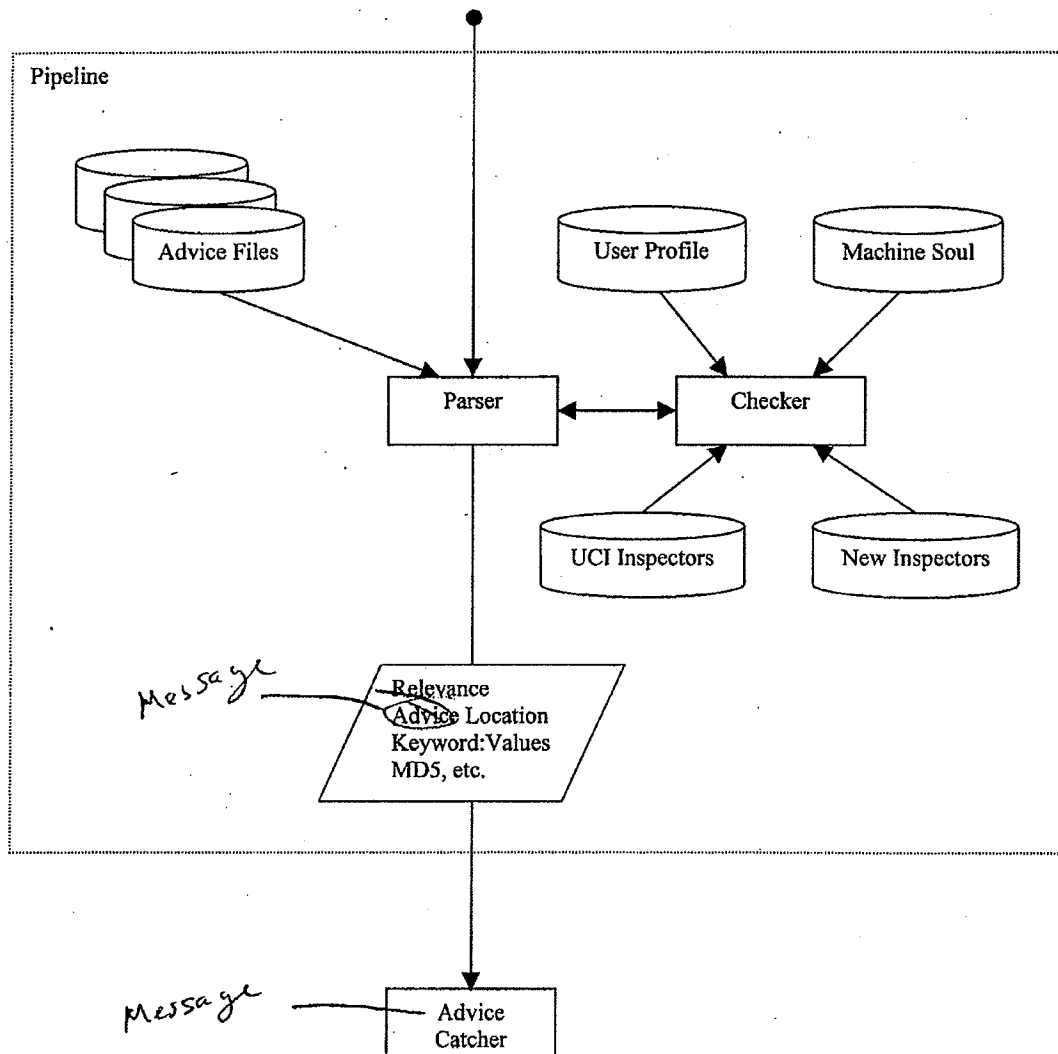 Pipeline
Advice Files
User Profile
Machine Soul
Parser
Checker
UCI Inspectors
New Inspectors
Message
Relevance
Advice Location
Keyword:Values
MD5, etc.
Message
Advice
Catcher